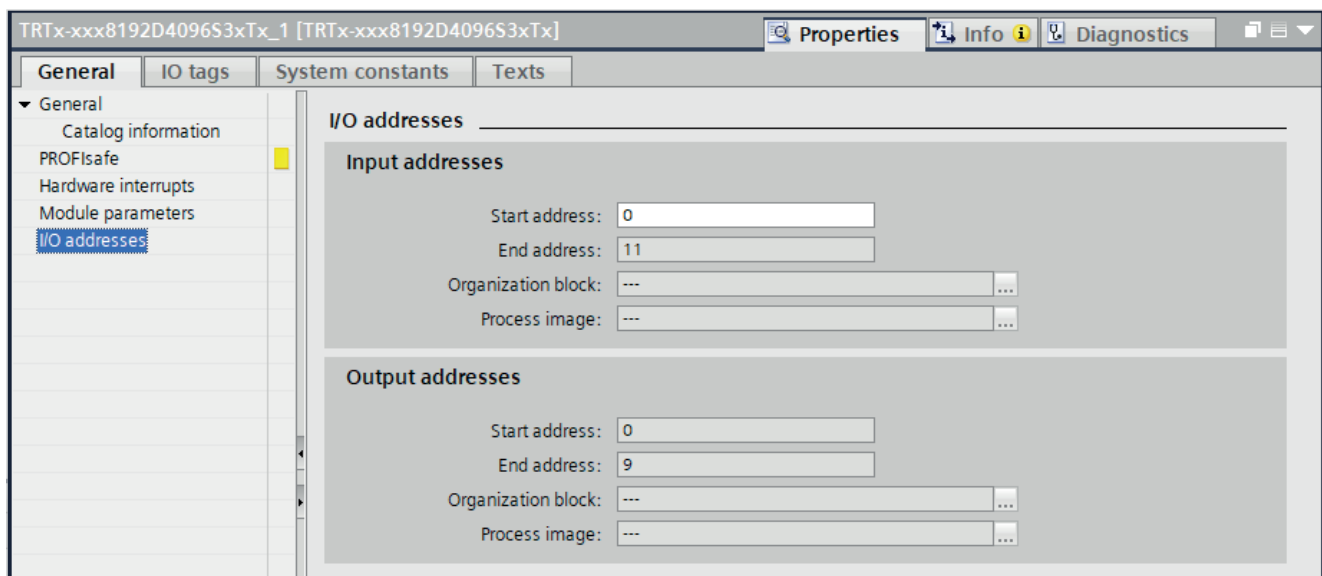 TRTx-xxx8192D4096S3xTx_1 [TRTx-xxx8192D4096S3xTx] Properties Info Diagnostics
General IO tags System constants Texts
General
Catalog information
PROFIsafe
Hardware interrupts
Module parameters
I/O addresses
I/O addresses
Input addresses
Start address: 0
End address: 11
Organization block: --- ...
Process image: --- ...
Output addresses
Start address: 0
End address: 9
Organization block: --- ...
Process image: --- ...